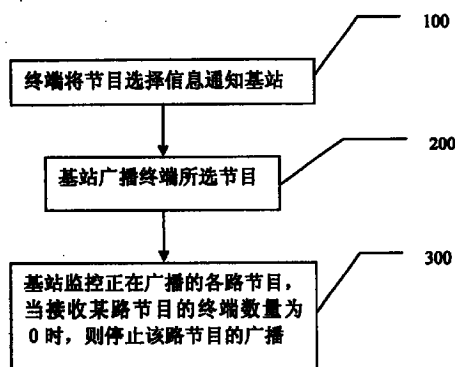 100
终端将节目选择信息通知基站
200
基站广播终端所选节目
300
基站监控正在广播的各路节目，
当接收某路节目的终端数量为
0时，则停止该路节目的广播